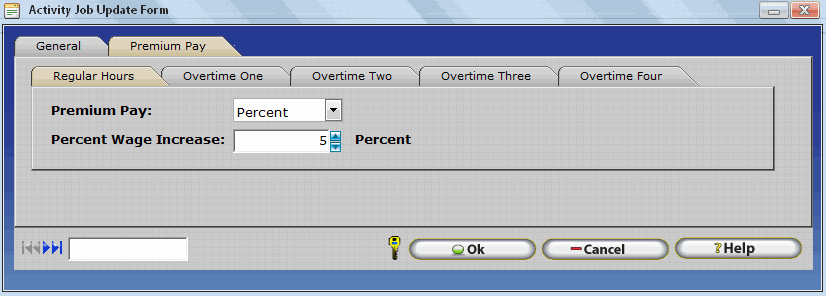 Activity Job Update Form
General Premium Pay
Regular Hours Overtime One Overtime Two Overtime Three Overtime Four
Premium Pay: Percent
Percent Wage Increase: 5 Percent
Ok Cancel ?Help